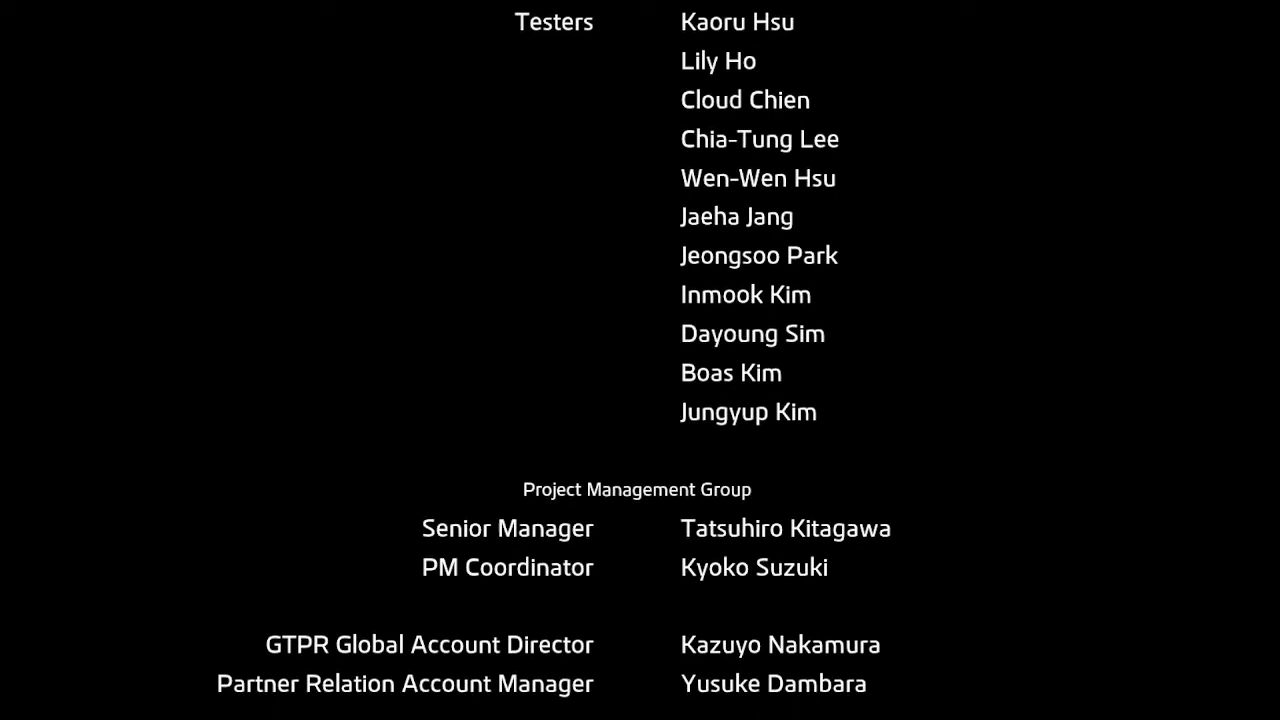 Testers Kaoru Hsu
Lily Ho
Cloud Chien
Chia-Tung Lee
Wen-Wen Hsu
Jaeha Jang
Jeongsoo Park
Inmook Kim
Dayoung Sim
Boas Kim
Jungyup Kim
Project Management Group
Senior Manager Tatsuhiro Kitagawa
PM Coordinator Kyoko Suzuki
GTPR Global Account Director Kazuyo Nakamura
Partner Relation Account Manager Yusuke Dambara